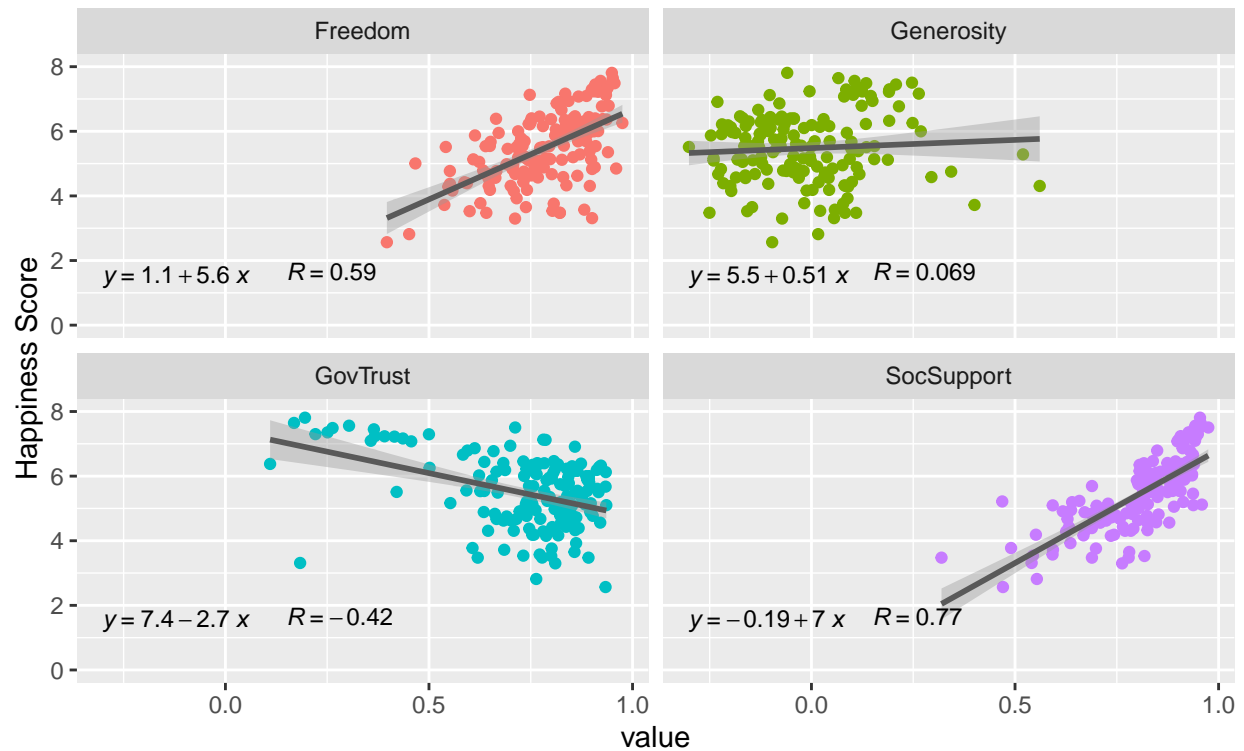 Freedom
Generosity
8
6
4
2
0
y = 1.1 + 5.6 x R = 0.59
y = 5.5 + 0.51 x R = 0.069
GovTrust
SocSupport
8
6
4
2
0
y = 7.4 − 2.7 x R = −0.42
y = −0.19 + 7 x R = 0.77
0.0 0.5 1.0
0.0 0.5 1.0
value
Happiness Score